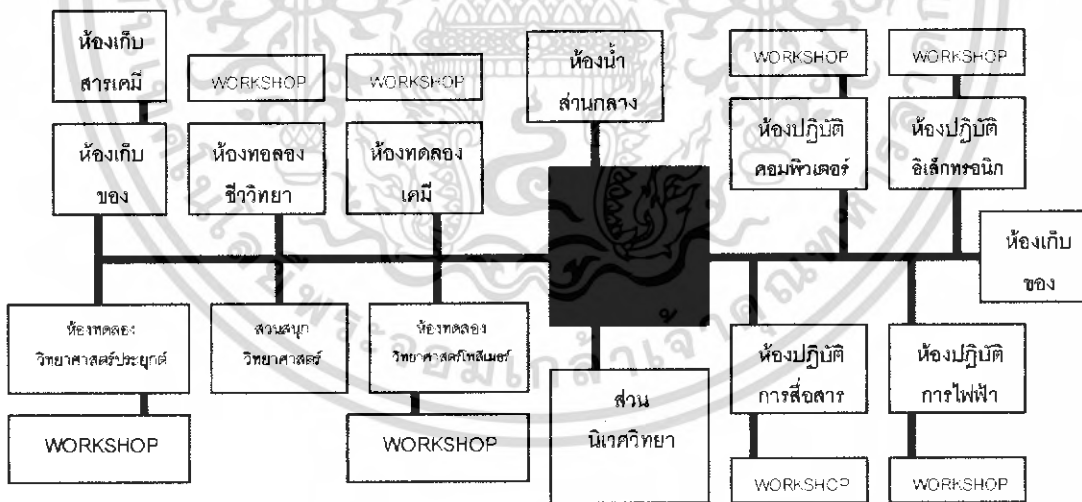 ห้องเก็บ
สารเคมี
WORKSHOP
WORKSHOP
ห้องน้ำ
ส่วนกลาง
WORKSHOP
WORKSHOP
ห้องเก็บ
ของ
ห้องทดลอง
ชีววิทยา
ห้องทดลอง
เคมี
ห้องปฏิบัติ
คอมพิวเตอร์
ห้องปฏิบัติ
อิเล็กทรอนิก
ห้องเก็บ
ของ
ห้องทดลอง
วิทยาศาสตร์ประยุกต์
สวนสนุก
วิทยาศาสตร์
ห้องทดลอง
วิทยาศาสตร์โพลีเมอร์
ส่วน
นิเวศวิทยา
ห้องปฏิบัติ
การสื่อสาร
ห้องปฏิบัติ
การไฟฟ้า
WORKSHOP
WORKSHOP
WORKSHOP
WORKSHOP